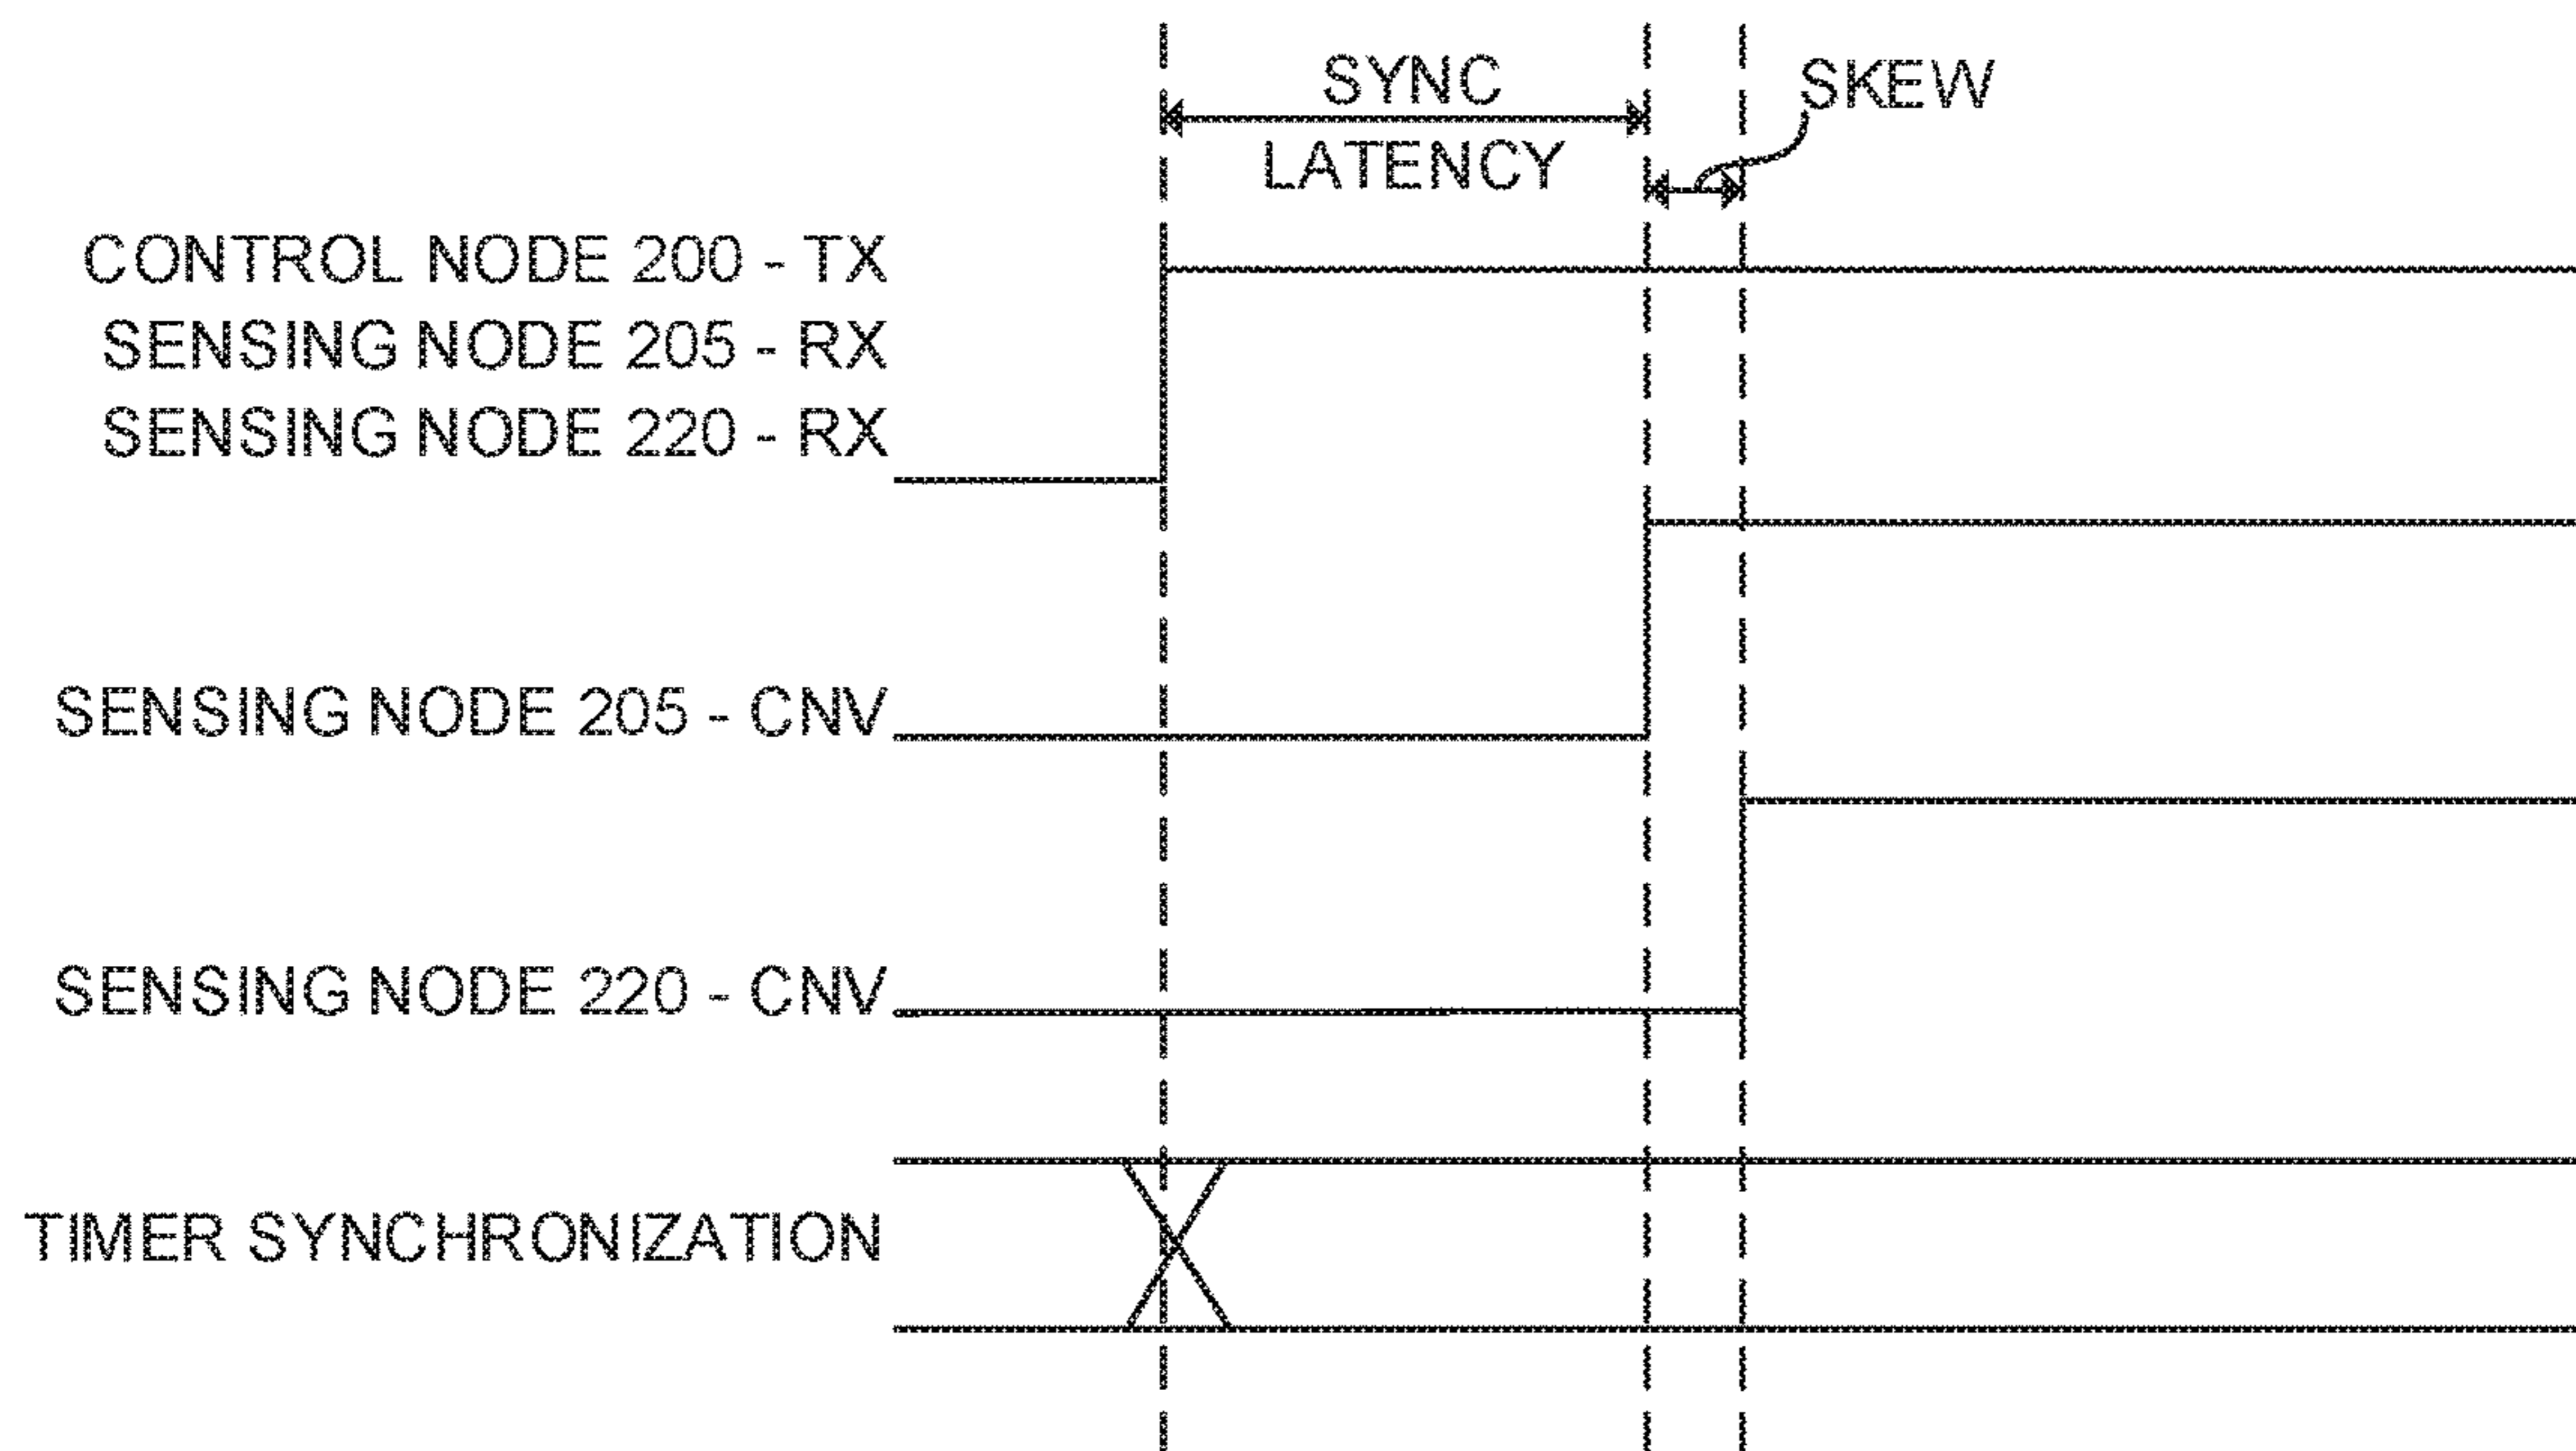 SYNC
LATENCY
SKEW
CONTROL NODE 200 - TX
SENSING NODE 205 - RX
SENSING NODE 220 - RX
SENSING NODE 205 - CNV
SENSING NODE 220 - CNV
TIMER SYNCHRONIZATION